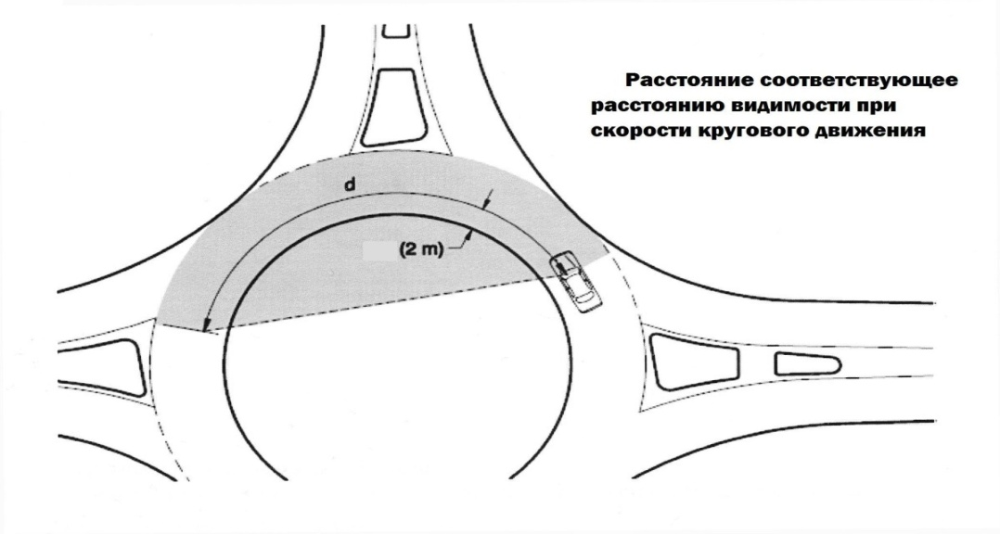 Расстояние соответствующее
расстоянию видимости при
скорости кругового движения
d
(2 m)